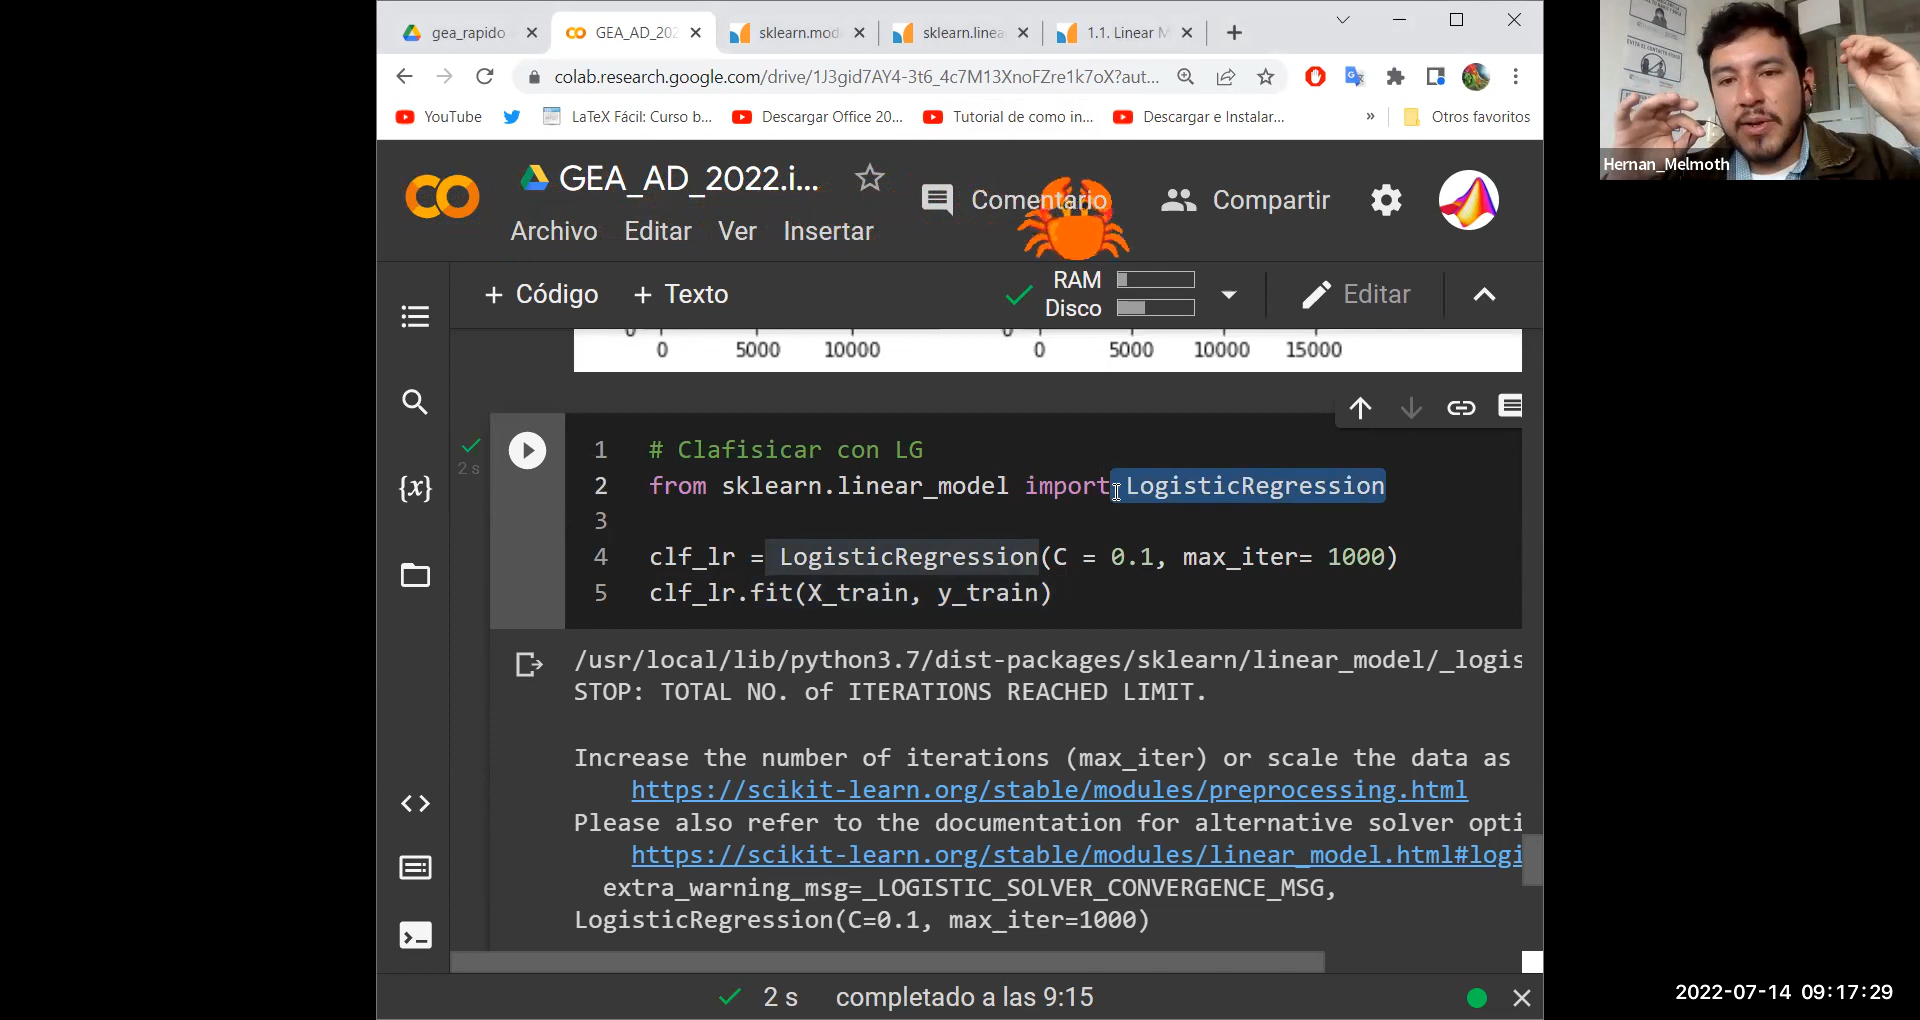 gea_rapido
GEA_AD_202
sklearn.mod
sklearn.linea
1.1. Linear M
colab.research.google.com/drive/1J3gid7AY4-3t6_4c7M13XnoFZre1k7oX?aut...
YouTube
LaTeX Fácil: Curso b...
Descargar Office 20...
Tutorial de como in...
Descargar e Instalar...
»
Otros favoritos
GEA_AD_2022.i...
Comentario
Compartir
Archivo Editar Ver Insertar
+ Código + Texto
RAM
Disco
Editar
0 0
0 5000 10000 0 5000 10000 15000
2 s
1 # Clafisicar con LG
2 from sklearn.linear_model import LogisticRegression
3
4 clf_lr = LogisticRegression(C = 0.1, max_iter= 1000)
5 clf_lr.fit(X_train, y_train)
{x}
/usr/local/lib/python3.7/dist-packages/sklearn/linear_model/_logis
STOP: TOTAL NO. of ITERATIONS REACHED LIMIT.
Increase the number of iterations (max_iter) or scale the data as
https://scikit-learn.org/stable/modules/preprocessing.html
Please also refer to the documentation for alternative solver opti
https://scikit-learn.org/stable/modules/linear_model.html#logi
extra_warning_msg=_LOGISTIC_SOLVER_CONVERGENCE_MSG,
LogisticRegression(C=0.1, max_iter=1000)
2 s completado a las 9:15
Hernan_Melmoth
2022-07-14 09:17:29